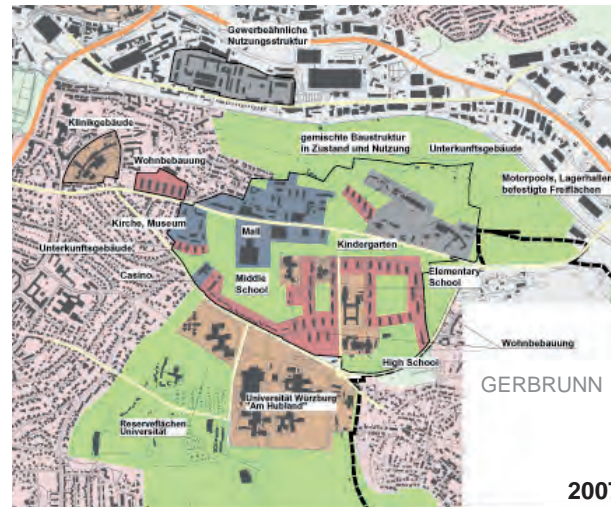 Gewerbeähnliche
Nutzungsstruktur
Klinikgebäude
gemischte Baustruktur
in Zustand und Nutzung
Unterkunftsgebäude
Wohnbebauung
Motorpools, Lagerhallen
befestigte Freiflächen
Kirche, Museum
Mall
Kindergarten
Unterkunftsgebäude
Casino
Middle
School
Elementary
School
Wohnbebauung
High School
GERBRUNN
Universität Würzburg
"Am Hubland"
Reserveflächen
Universität
2007